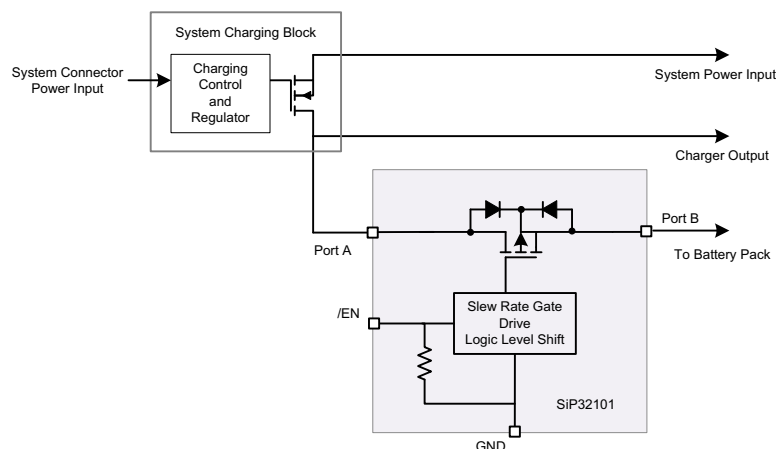 System Charging Block
System Connector
Power Input
Charging
Control
and
Regulator
System Power Input
Charger Output
Port A
Port B
To Battery Pack
/EN
Slew Rate Gate
Drive
Logic Level Shift
SiP32101
GND